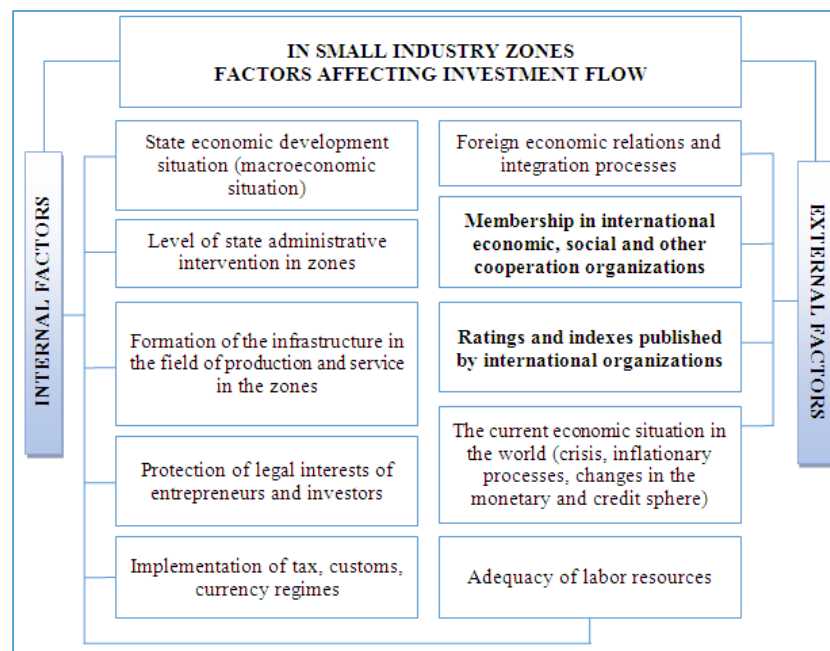 IN SMALL INDUSTRY ZONES
FACTORS AFFECTING INVESTMENT FLOW
INTERNAL FACTORS
State economic development
situation (macroeconomic
situation)
Level of state administrative
intervention in zones
Formation of the infrastructure in
the field of production and service
in the zones
Protection of legal interests of
entrepreneurs and investors
Implementation of tax, customs,
currency regimes
Foreign economic relations and
integration processes
Membership in international
economic, social and other
cooperation organizations
Ratings and indexes published
by international organizations
The current economic situation in
the world (crisis, inflationary
processes, changes in the
monetary and credit sphere)
Adequacy of labor resources
EXTERNAL FACTORS